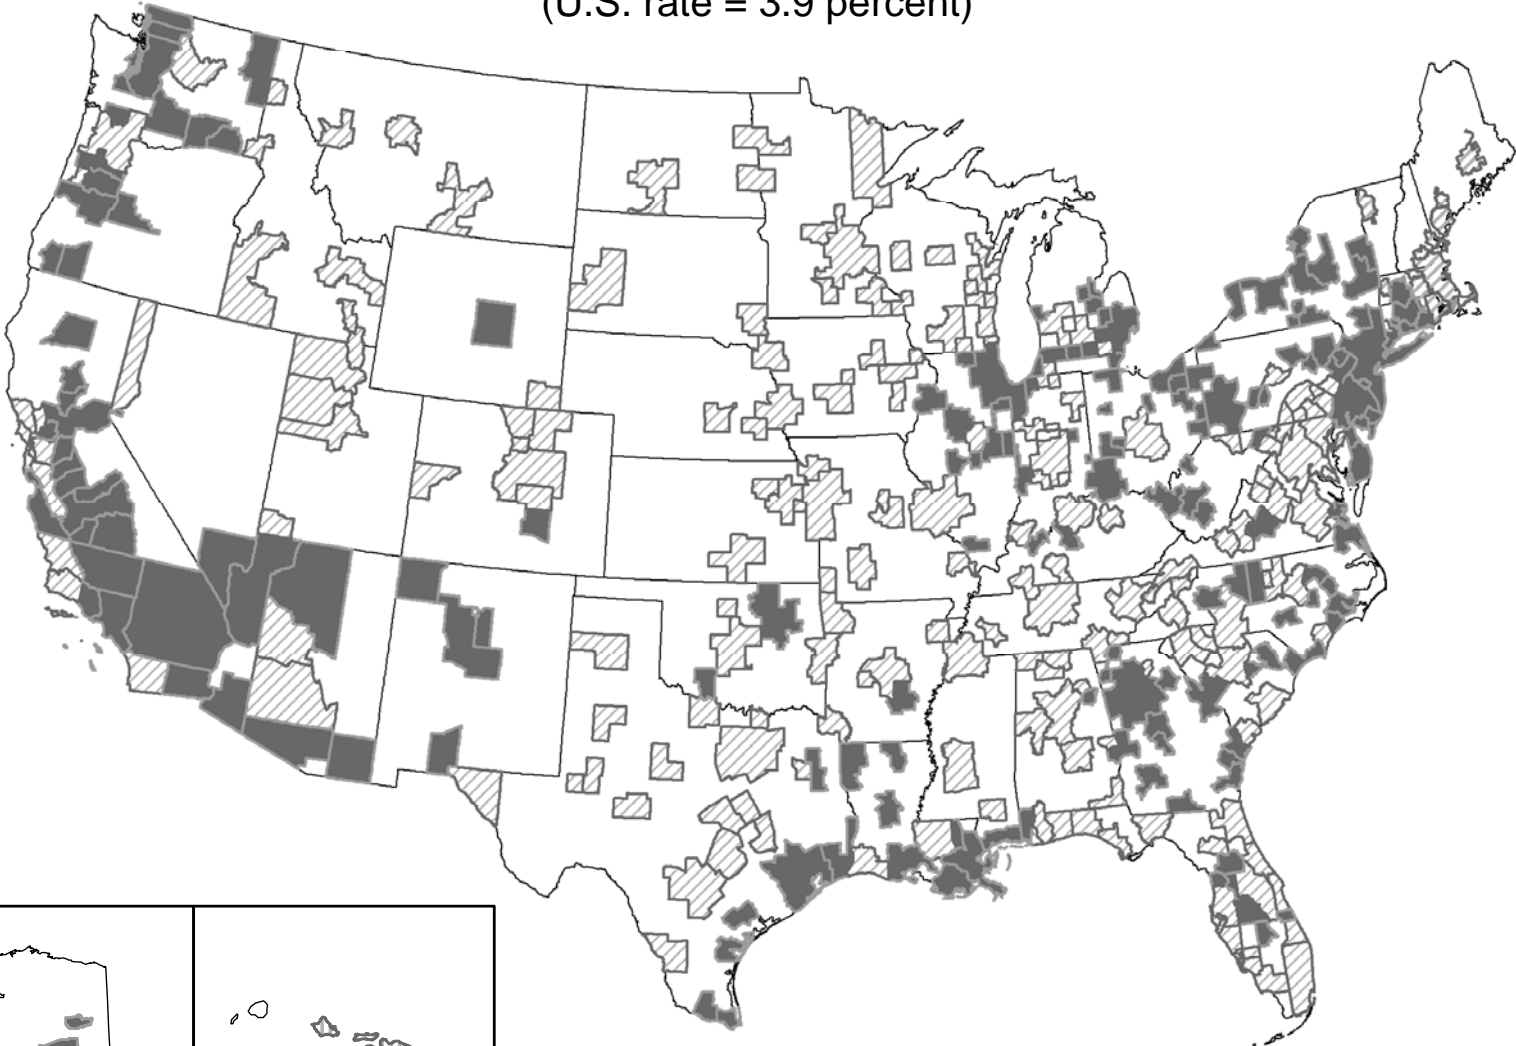 (U.S. rate = 3.9 percent)